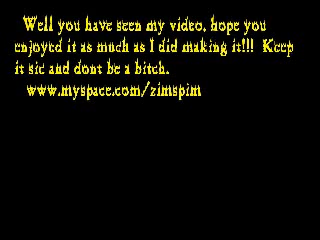 Well you have seen my video, hope you
enjoyed it as much as I did making it!!! Keep
it sic and dont be a bitch.
www.myspace.com/zimspim